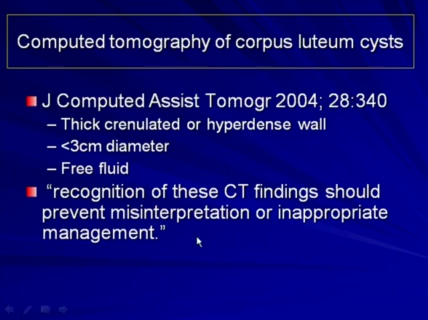 Computed tomography of corpus luteum cysts
J Computed Assist Tomogr 2004; 28:340
– Thick crenulated or hyperdense wall
– <3cm diameter
– Free fluid
“recognition of these CT findings should
prevent misinterpretation or inappropriate
management.”